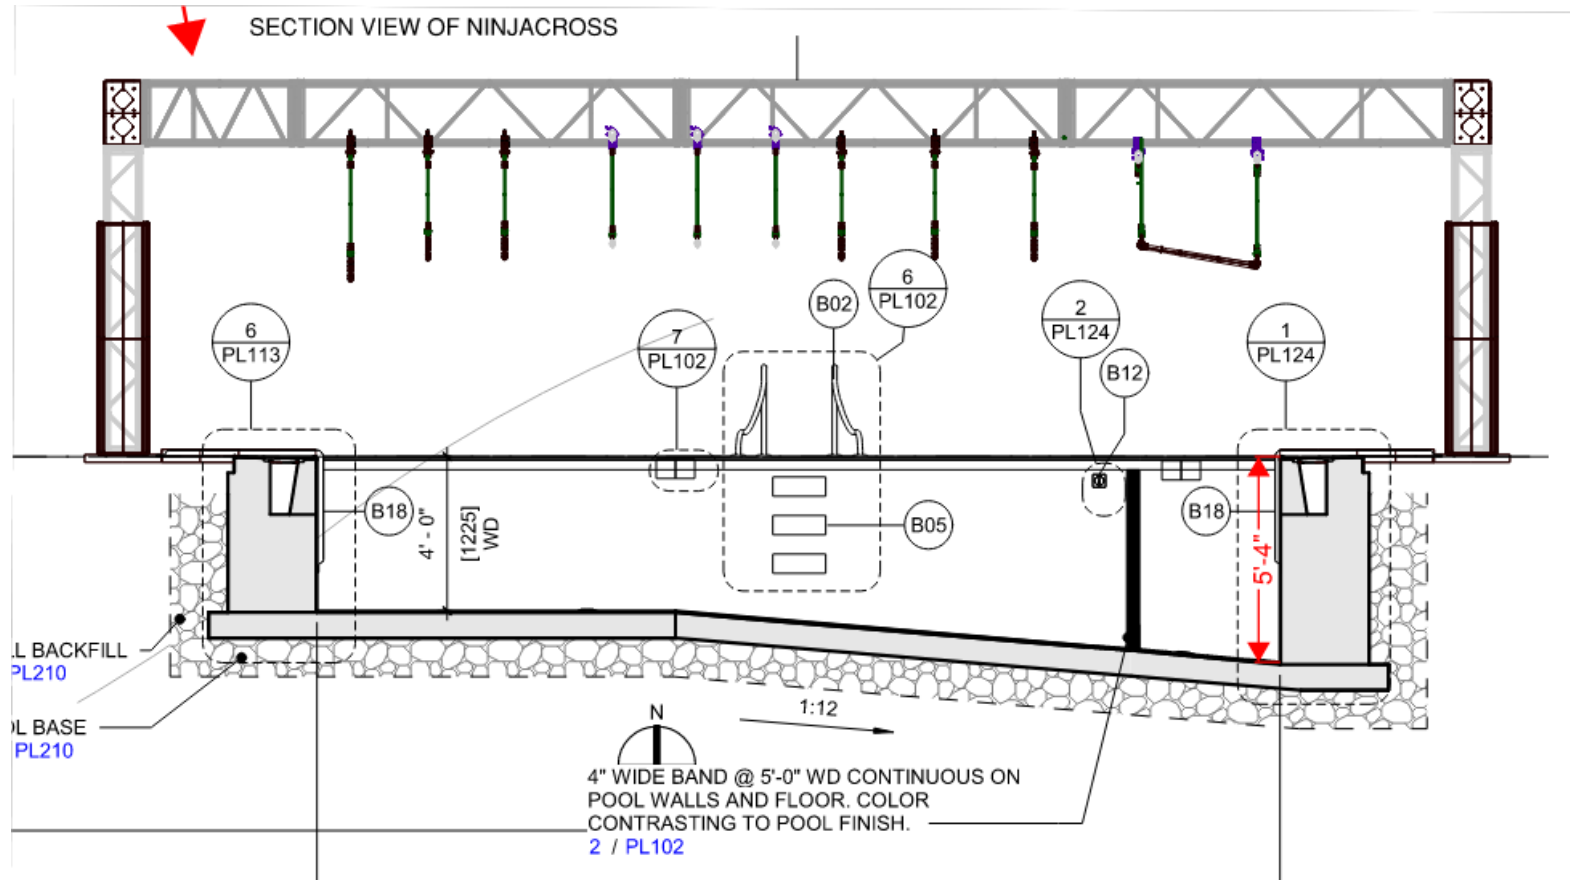 SECTION VIEW OF NINJACROSS
6
PL102
B02
6
PL113
7
PL102
2
PL124
1
PL124
B12
B18
4' - 0"
[1225]
WD
B05
B18
5'-4"
LL BACKFILL
PL210
OL BASE
PL210
N
1:12
4" WIDE BAND @ 5'-0" WD CONTINUOUS ON
POOL WALLS AND FLOOR. COLOR
CONTRASTING TO POOL FINISH.
2 / PL102